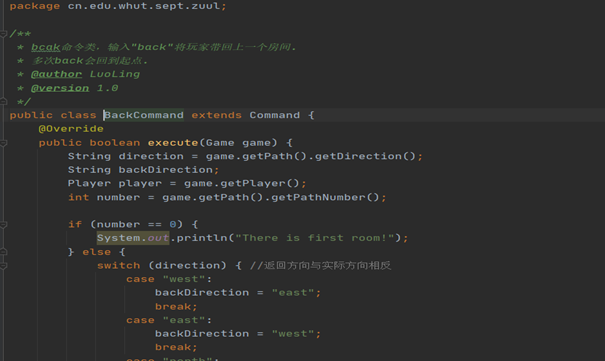 package cn.edu.whut.sept.zuul;
/**
 * bcak命令类. 输入"back"将玩家带回上一个房间.
 * 多次back会回到起点.
 * @author LuoLing
 * @version 1.0
 */
public class BackCommand extends Command {
    @Override
    public boolean execute(Game game) {
        String direction = game.getPath().getDirection();
        String backDirection;
        Player player = game.getPlayer();
        int number = game.getPath().getPathNumber();
        if (number == 0) {
            System.out.println("There is first room!");
        } else {
            switch (direction) { //返回方向与实际方向相反
                case "west":
                    backDirection = "east";
                    break;
                case "east":
                    backDirection = "west";
                    break;